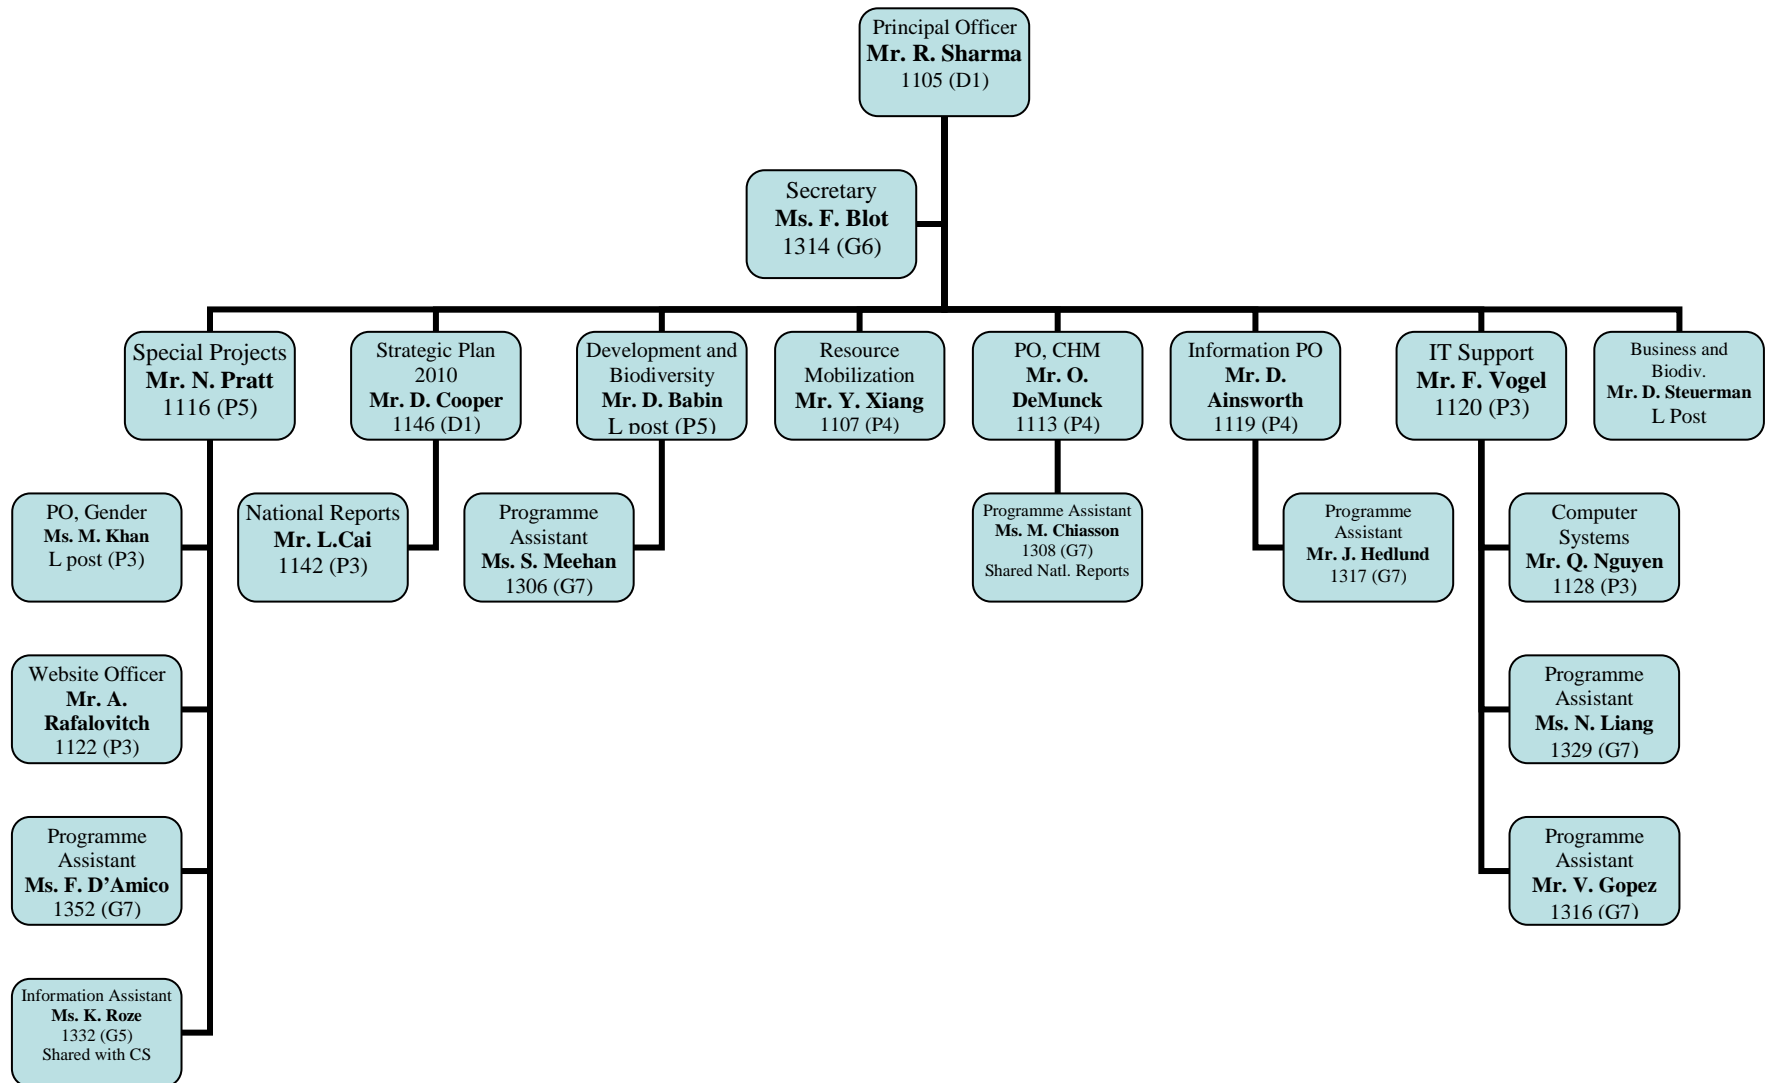 Principal Officer
Mr. R. Sharma
1105 (D1)
Secretary
Ms. F. Blot
1314 (G6)
Special Projects
Mr. N. Pratt
1116 (P5)
Strategic Plan
2010
Mr. D. Cooper
1146 (D1)
Development and
Biodiversity
Mr. D. Babin
L post (P5)
Resource
Mobilization
Mr. Y. Xiang
1107 (P4)
PO, CHM
Mr. O.
DeMunck
1113 (P4)
Information PO
Mr. D.
Ainsworth
1119 (P4)
IT Support
Mr. F. Vogel
1120 (P3)
Business and
Biodiv.
Mr. D. Steuerman
L Post
PO, Gender
Ms. M. Khan
L post (P3)
National Reports
Mr. L.Cai
1142 (P3)
Programme
Assistant
Ms. S. Meehan
1306 (G7)
Programme Assistant
Ms. M. Chiasson
1308 (G7)
Shared Natl. Reports
Programme
Assistant
Mr. J. Hedlund
1317 (G7)
Computer
Systems
Mr. Q. Nguyen
1128 (P3)
Website Officer
Mr. A.
Rafalovitch
1122 (P3)
Programme
Assistant
Ms. N. Liang
1329 (G7)
Programme
Assistant
Ms. F. D’Amico
1352 (G7)
Programme
Assistant
Mr. V. Gopez
1316 (G7)
Information Assistant
Ms. K. Roze
1332 (G5)
Shared with CS